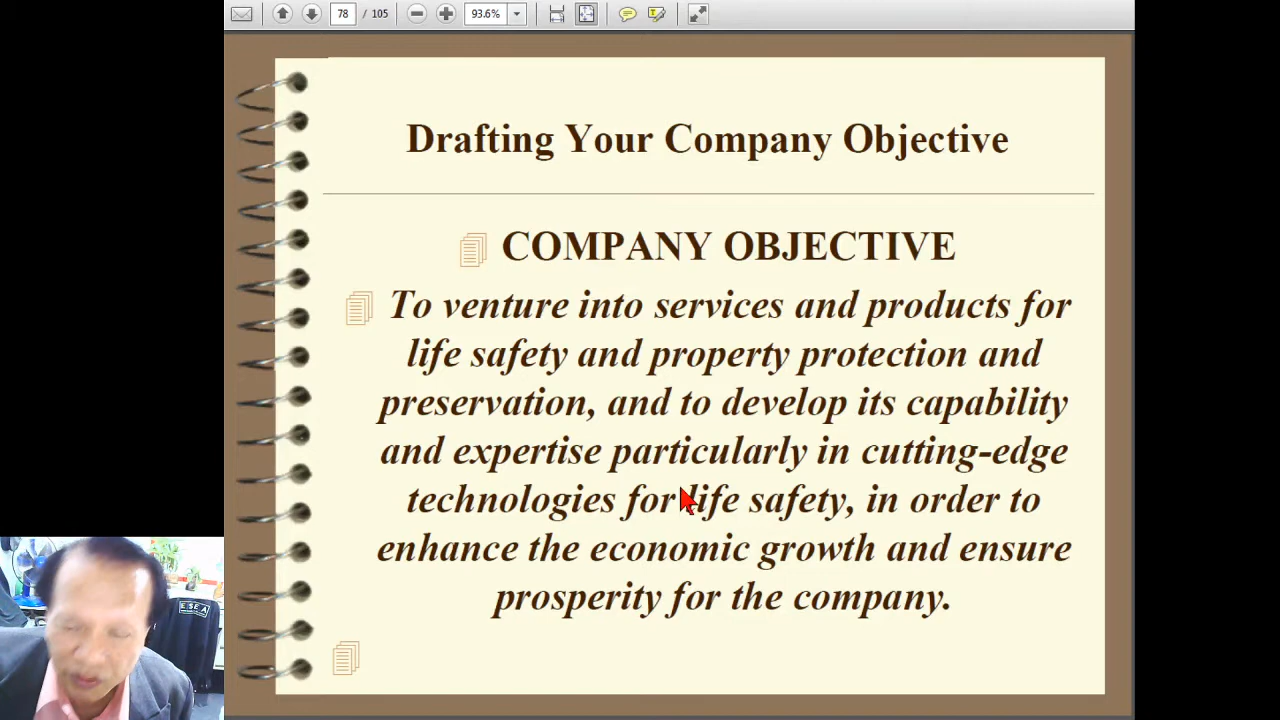 78 / 105 93.6%
Drafting Your Company Objective
COMPANY OBJECTIVE
To venture into services and products for
life safety and property protection and
preservation, and to develop its capability
and expertise particularly in cutting-edge
technologies for life safety, in order to
enhance the economic growth and ensure
prosperity for the company.
ESEA